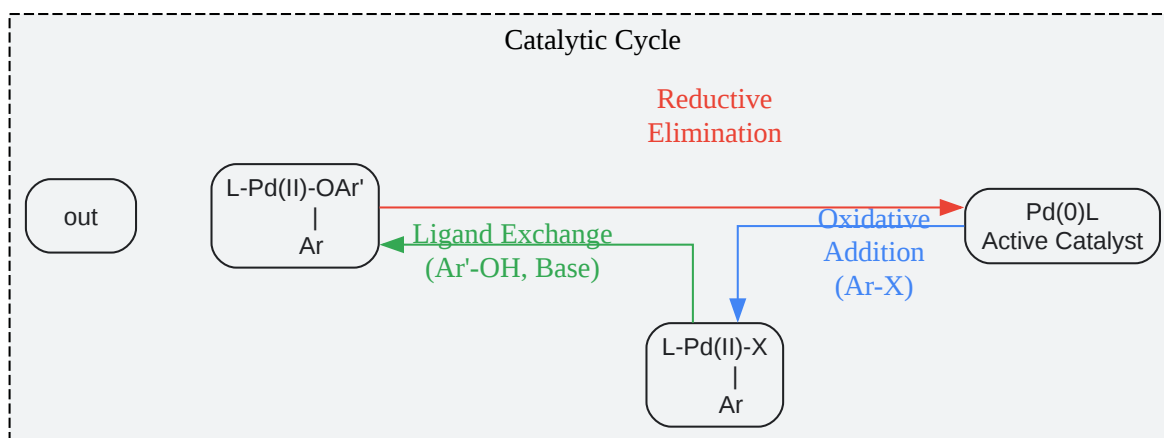 Catalytic Cycle
Reductive
Elimination
out
L-Pd(II)-OAr'
|
Ar
Ligand Exchange
(Ar'-OH, Base)
Oxidative
Addition
(Ar-X)
Pd(0)L
Active Catalyst
L-Pd(II)-X
|
Ar